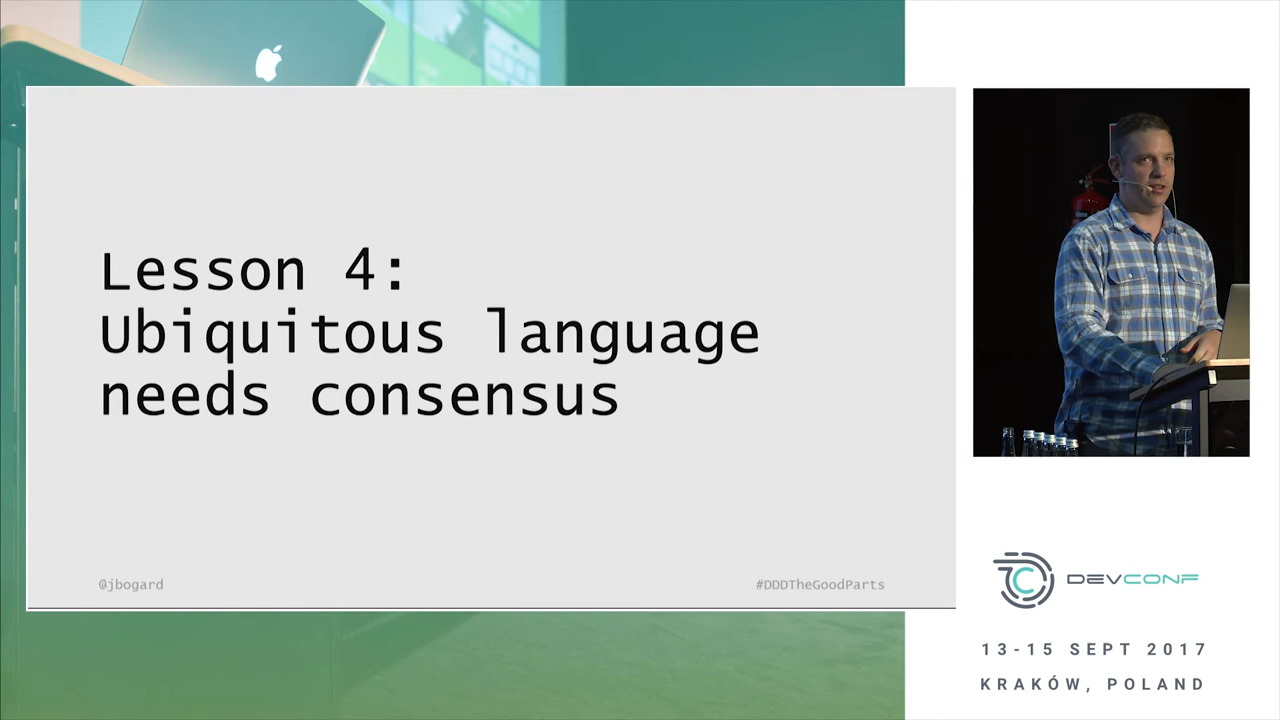 Lesson 4:
Ubiquitous language
needs consensus
@jbogard
#DDDTheGoodParts
DEVCONF
13-15 SEPT 2017
KRAKÓW, POLAND